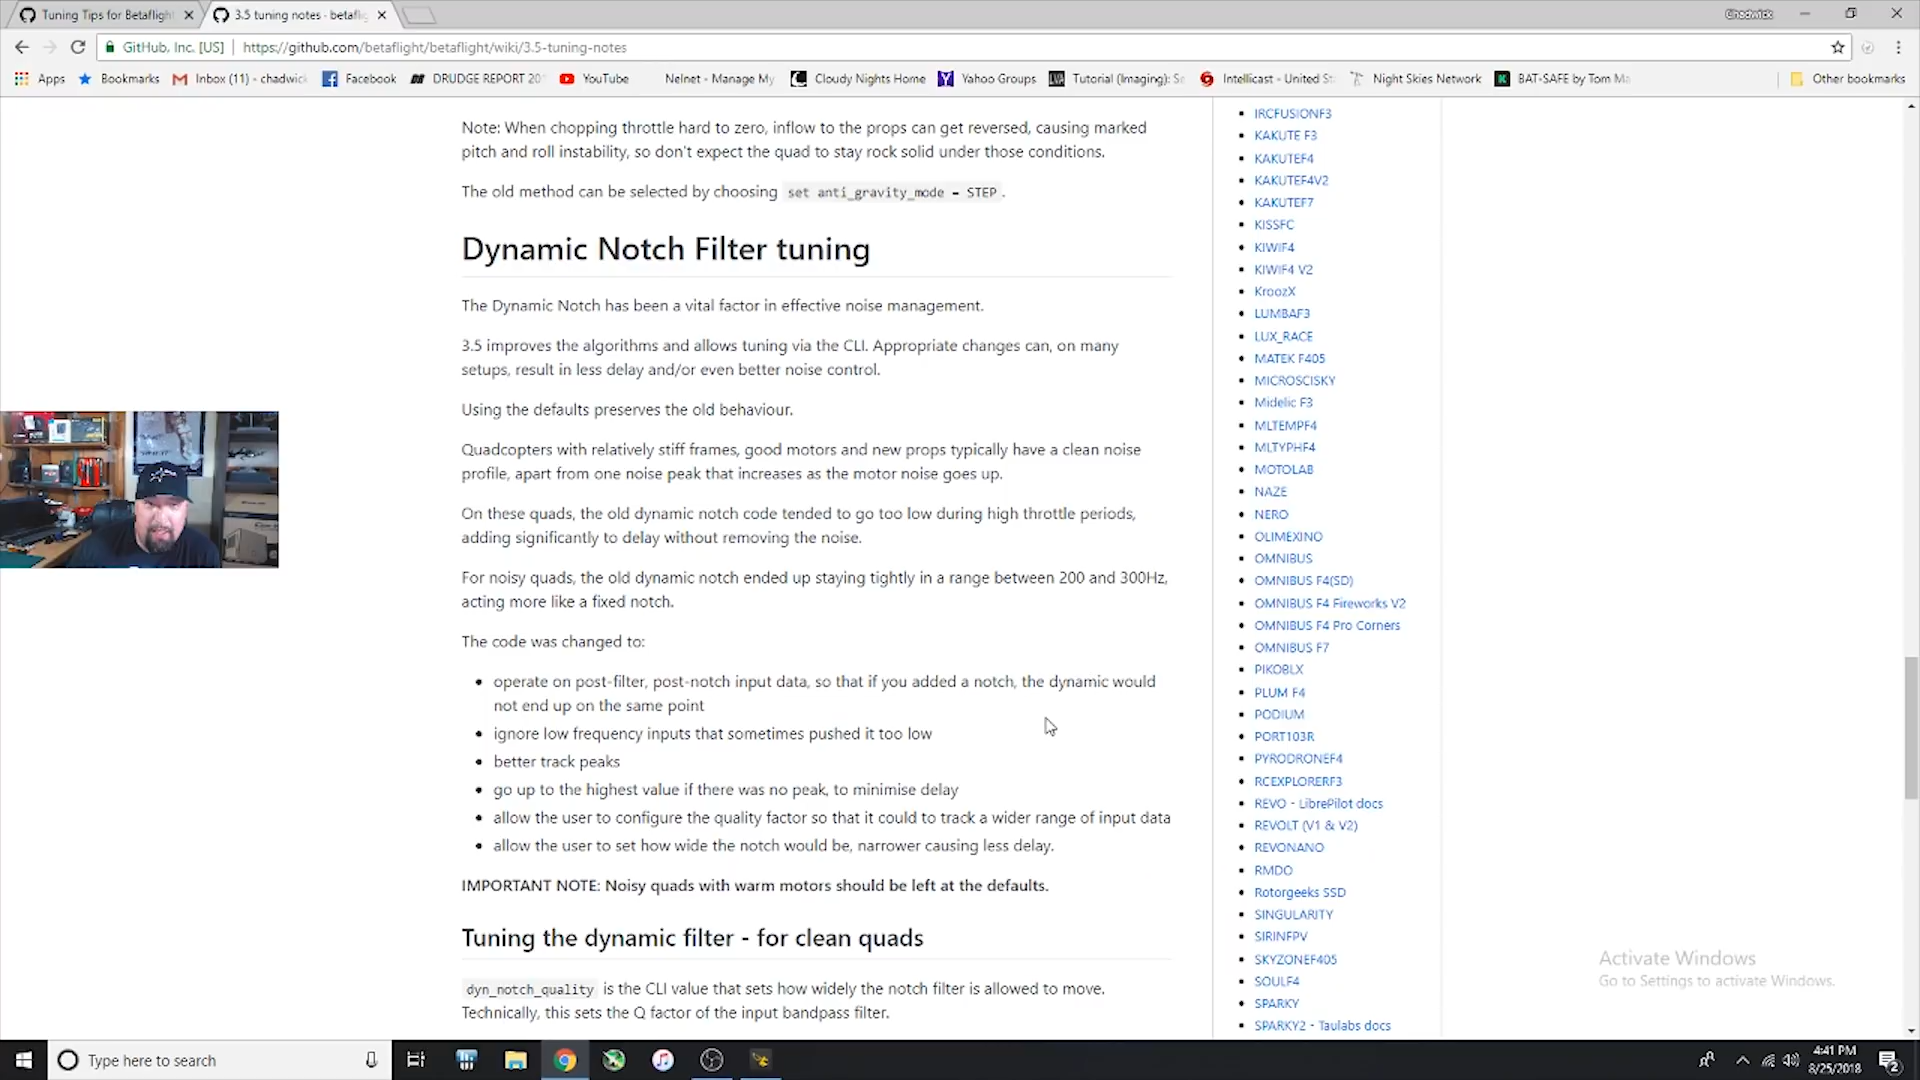 Tuning Tips for Betafligh
3.5 tuning notes · betaflig
Chadwick
GitHub, Inc. [US]
https://github.com/betaflight/betaflight/wiki/3.5-tuning-notes
Apps
Bookmarks
Inbox (11) - chadwic
Facebook
DRUDGE REPORT 20
YouTube
Nelnet - Manage My
Cloudy Nights Home
Yahoo Groups
Tutorial (Imaging):
Intellicast - United
Night Skies Network
BAT-SAFE by Tom Ma
Other bookmarks
Note: When chopping throttle hard to zero, inflow to the props can get reversed, causing marked
pitch and roll instability, so don't expect the quad to stay rock solid under those conditions.
The old method can be selected by choosing set anti_gravity_mode = STEP .
Dynamic Notch Filter tuning
The Dynamic Notch has been a vital factor in effective noise management.
3.5 improves the algorithms and allows tuning via the CLI. Appropriate changes can, on many
setups, result in less delay and/or even better noise control.
Using the defaults preserves the old behaviour.
Quadcopters with relatively stiff frames, good motors and new props typically have a clean noise
profile, apart from one noise peak that increases as the motor noise goes up.
On these quads, the old dynamic notch code tended to go too low during high throttle periods,
adding significantly to delay without removing the noise.
For noisy quads, the old dynamic notch ended up staying tightly in a range between 200 and 300Hz,
acting more like a fixed notch.
The code was changed to:
• operate on post-filter, post-notch input data, so that if you added a notch, the dynamic would
not end up on the same point
• ignore low frequency inputs that sometimes pushed it too low
• better track peaks
• go up to the highest value if there was no peak, to minimise delay
• allow the user to configure the quality factor so that it could to track a wider range of input data
• allow the user to set how wide the notch would be, narrower causing less delay.
IMPORTANT NOTE: Noisy quads with warm motors should be left at the defaults.
Tuning the dynamic filter - for clean quads
dyn_notch_quality is the CLI value that sets how widely the notch filter is allowed to move.
Technically, this sets the Q factor of the input bandpass filter.
• IRCFUSIONF3
• KAKUTE F3
• KAKUTEF4
• KAKUTEF4V2
• KAKUTEF7
• KISSFC
• KIWIF4
• KIWIF4 V2
• KroozX
• LUMBAF3
• LUX_RACE
• MATEK F405
• MICROSCISKY
• Midelic F3
• MLTEMPF4
• MLTYPHF4
• MOTOLAB
• NAZE
• NERO
• OLIMEXINO
• OMNIBUS
• OMNIBUS F4(SD)
• OMNIBUS F4 Fireworks V2
• OMNIBUS F4 Pro Corners
• OMNIBUS F7
• PIKOBLX
• PLUM F4
• PODIUM
• PORT103R
• PYRODRONEF4
• RCEXPLORERF3
• REVO - LibrePilot docs
• REVOLT (V1 & V2)
• REVONANO
• RMDO
• Rotorgeeks SSD
• SINGULARITY
• SIRINFPV
• SKYZONEF405
• SOULF4
• SPARKY
• SPARKY2 - Taulabs docs
Activate Windows
Go to Settings to activate Windows.
Type here to search
4:41 PM
8/25/2018
2